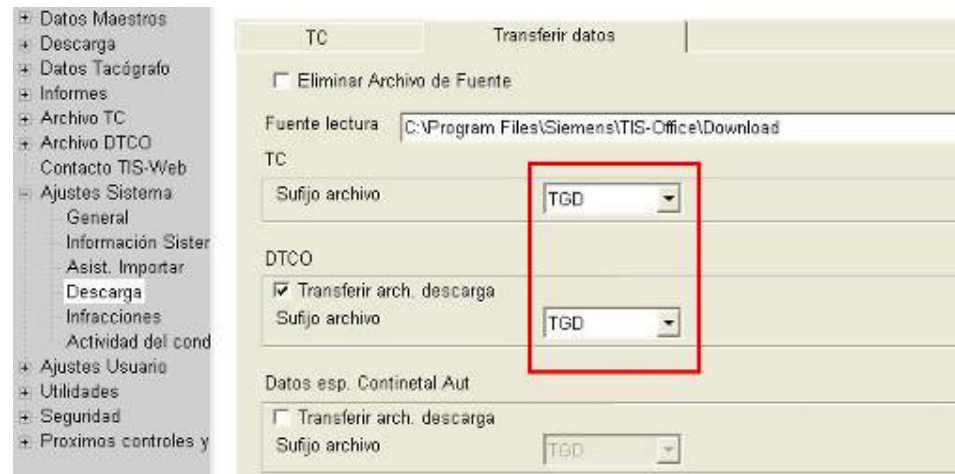 Datos Maestros
Descarga
Datos Tacógrafo
Informes
Archivo TC
Archivo DTCO
Contacto TIS-Web
Ajustes Sistema
General
Información Sister
Asist. Importar
Descarga
Infracciones
Actividad del cond
Ajustes Usuario
Utilidades
Seguridad
Proximos controles y
TC Transferir datos
Eliminar Archivo de Fuente
Fuente lectura C:\Program Files\Siemens\TIS-Office\Download
TC
Sufijo archivo TGD
DTCO
Transferir arch. descarga
Sufijo archivo TGD
Datos esp. Continetal Aut
Transferir arch. descarga
Sufijo archivo TGD